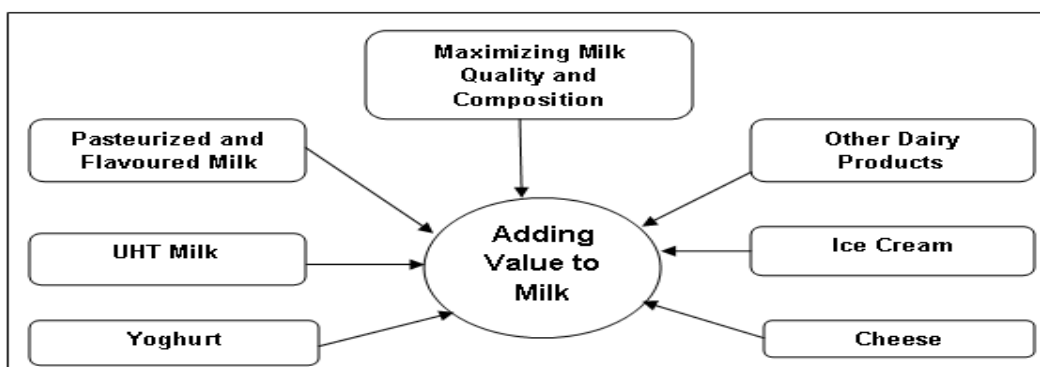 Maximizing Milk
Quality and
Composition
Pasteurized and
Flavoured Milk
Other Dairy
Products
UHT Milk
Adding
Value to
Milk
Ice Cream
Yoghurt
Cheese